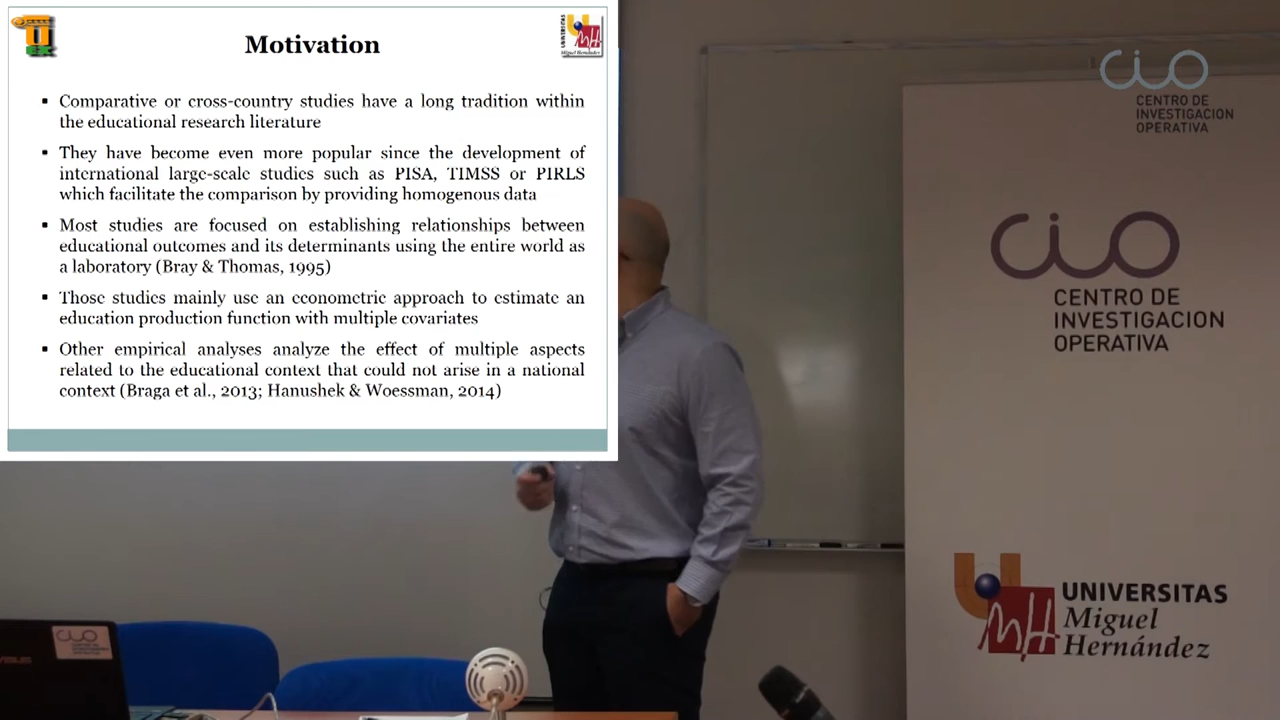 Motivation
Comparative or cross-country studies have a long tradition within
the educational research literature
They have become even more popular since the development of
international large-scale studies such as PISA, TIMSS or PIRLS
which facilitate the comparison by providing homogenous data
Most studies are focused on establishing relationships between
educational outcomes and its determinants using the entire world as
a laboratory (Bray & Thomas, 1995)
Those studies mainly use an econometric approach to estimate an
education production function with multiple covariates
Other empirical analyses analyze the effect of multiple aspects
related to the educational context that could not arise in a national
context (Braga et al., 2013; Hanushek & Woessman, 2014)
CIO
CENTRO DE
INVESTIGACION
OPERATIVA
CIO
CENTRO DE
INVESTIGACION
OPERATIVA
UNIVERSITAS
Miguel
Hernández